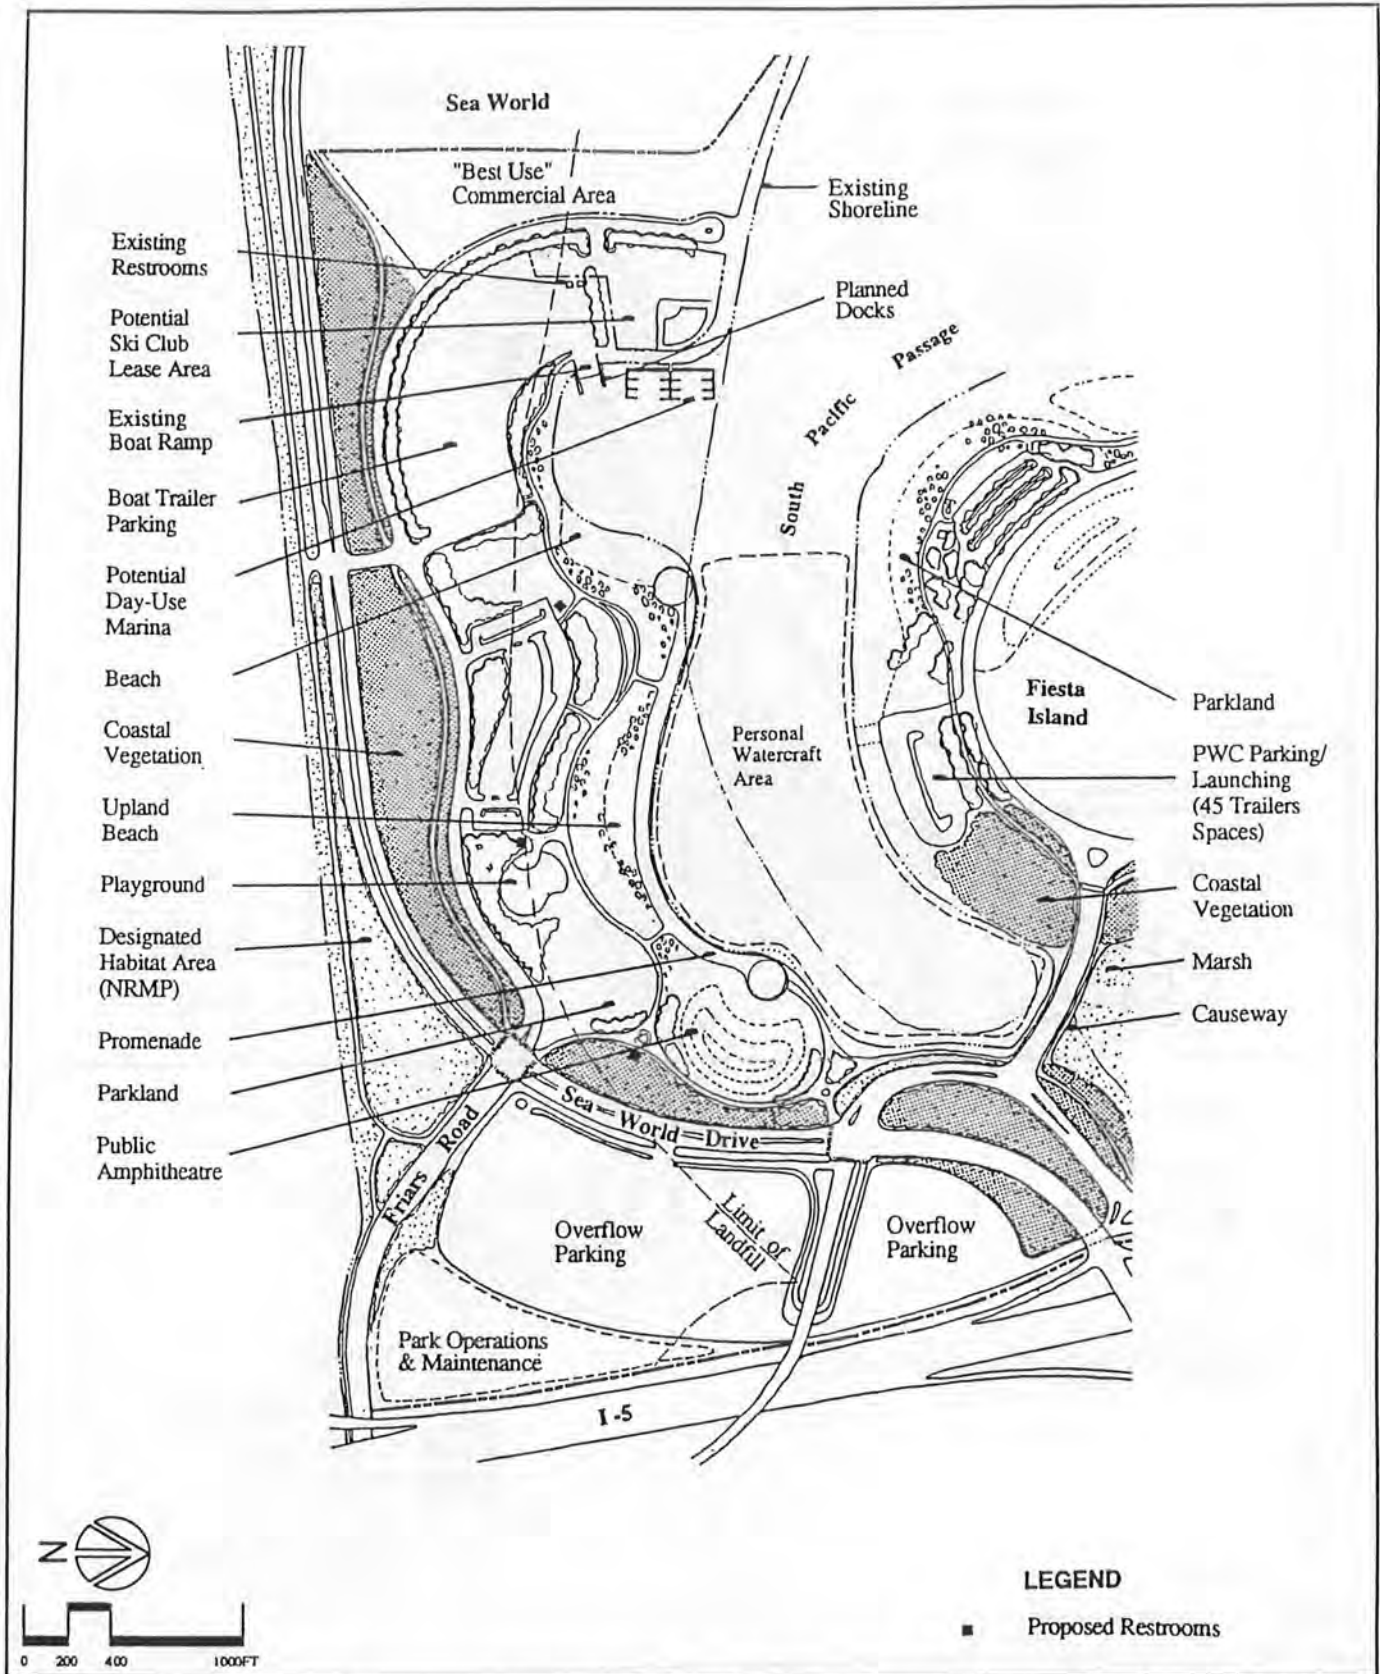 Sea World
"Best Use"
Commercial Area
Existing
Shoreline
Existing
Restrooms
Planned
Docks
Potential
Ski Club
Lease Area
South Pacific Passage
Existing
Boat Ramp
Boat Trailer
Parking
Potential
Day-Use
Marina
Beach
Fiesta
Island
Parkland
Coastal
Vegetation
Personal
Watercraft
Area
PWC Parking/
Launching
(45 Trailers
Spaces)
Upland
Beach
Playground
Coastal
Vegetation
Designated
Habitat Area
(NRMP)
Marsh
Causeway
Promenade
Parkland
Public
Amphitheatre
Sea World Drive
Friars Road
Limit of
Landfill
Overflow
Parking
Overflow
Parking
Park Operations
& Maintenance
I-5
N
0 200 400 1000FT
LEGEND
Proposed Restrooms